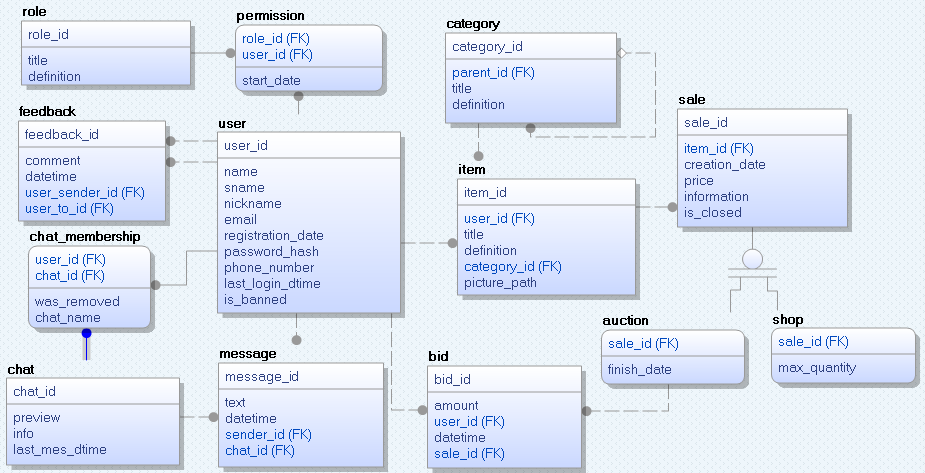 role
role_id
title
definition
permission
role_id (FK)
user_id (FK)
start_date
category
category_id
parent_id (FK)
title
definition
sale
sale_id
item_id (FK)
creation_date
price
information
is_closed
feedback
feedback_id
comment
datetime
user_sender_id (FK)
user_to_id (FK)
user
user_id
name
sname
nickname
email
registration_date
password_hash
phone_number
last_login_dtime
is_banned
item
item_id
user_id (FK)
title
definition
category_id (FK)
picture_path
chat_membership
user_id (FK)
chat_id (FK)
was_removed
chat_name
chat
chat_id
preview
info
last_mes_dtime
message
message_id
text
datetime
sender_id (FK)
chat_id (FK)
bid
bid_id
amount
user_id (FK)
datetime
sale_id (FK)
auction
sale_id (FK)
finish_date
shop
sale_id (FK)
max_quantity